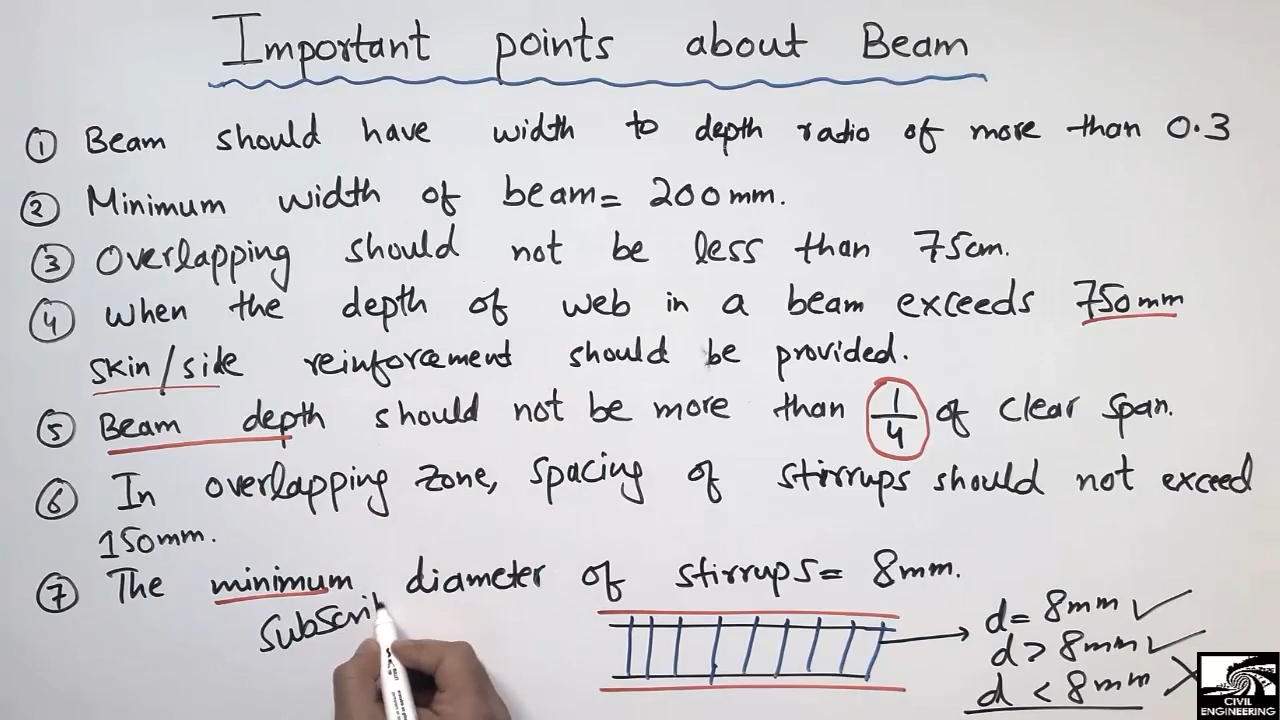 Important points about Beam
① Beam should have width to depth ratio of more than 0.3
② Minimum width of beam= 200mm.
③ Overlapping should not be less than 75cm.
④ When the depth of web in a beam exceeds 750mm
skin/side reinforcement should be provided.
⑤ Beam depth should not be more than 1/4 of clear span.
⑥ In overlapping zone, spacing of stirrups should not exceed
150mm.
⑦ The minimum diameter of stirrups= 8mm.
Subscrib
d= 8mm ✓
d > 8mm ✓
d < 8mm ✗
CIVIL
ENGINEERING